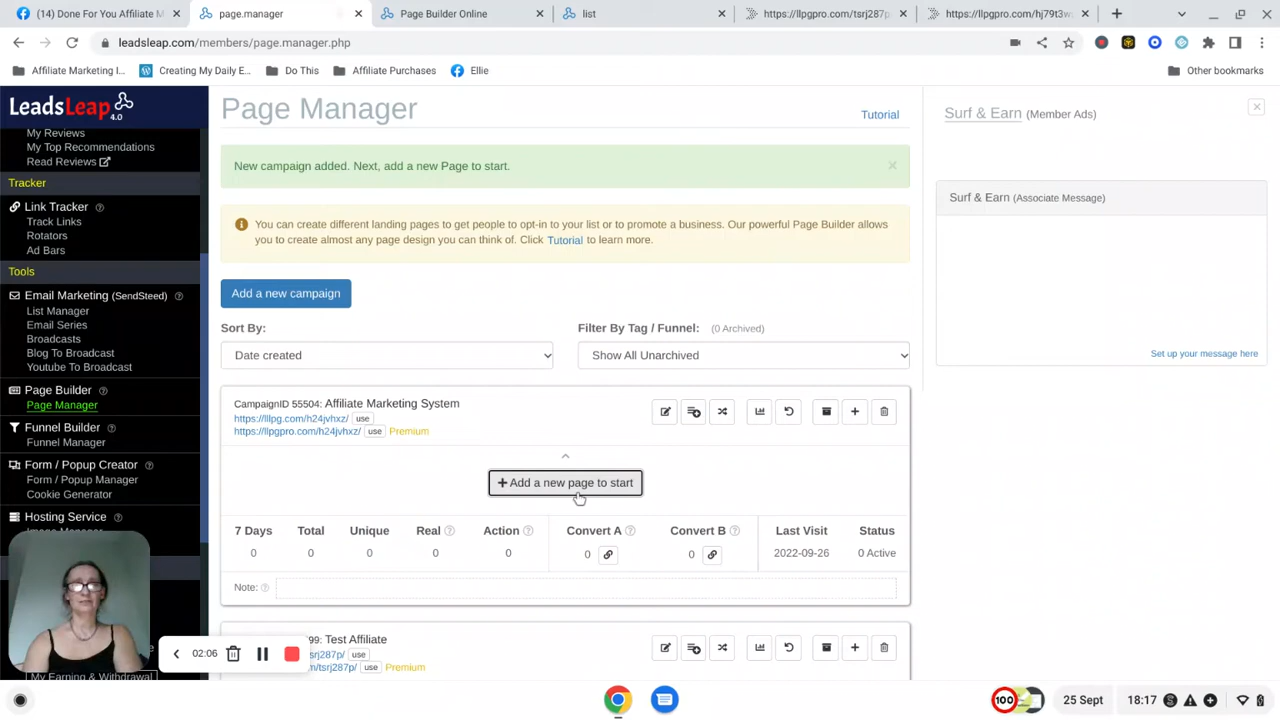 (14) Done For You Affiliate M
page.manager
Page Builder Online
list
https://llpgpro.com/tsrj287p/
https://llpgpro.com/hj79t3w
leadsleap.com/members/page.manager.php
Affiliate Marketing I...
Creating My Daily E...
Do This
Affiliate Purchases
Ellie
Other bookmarks
LeadsLeap 4.0
My Reviews
My Top Recommendations
Read Reviews
Tracker
Link Tracker
Track Links
Rotators
Ad Bars
Tools
Email Marketing (SendSteed)
List Manager
Email Series
Broadcasts
Blog To Broadcast
Youtube To Broadcast
Page Builder
Page Manager
Funnel Builder
Funnel Manager
Form / Popup Creator
Form / Popup Manager
Cookie Generator
Hosting Service
My Earning & Withdrawal
Page Manager
Tutorial
New campaign added. Next, add a new Page to start.
You can create different landing pages to get people to opt-in to your list or to promote a business. Our powerful Page Builder allows
you to create almost any page design you can think of. Click Tutorial to learn more.
Add a new campaign
Sort By:
Filter By Tag / Funnel: (0 Archived)
Date created
Show All Unarchived
CampaignID 55504: Affiliate Marketing System
https://lllpg.com/h24jvhxz/ use
https://llpgpro.com/h24jvhxz/ use Premium
+ Add a new page to start
7 Days Total Unique Real Action Convert A Convert B Last Visit Status
0 0 0 0 0 0 0 2022-09-26 0 Active
Note:
99: Test Affiliate
srj287p/ use
m/tsrj287p/ use Premium
Surf & Earn (Member Ads)
Surf & Earn (Associate Message)
Set up your message here
02:06
100
25 Sept
18:17